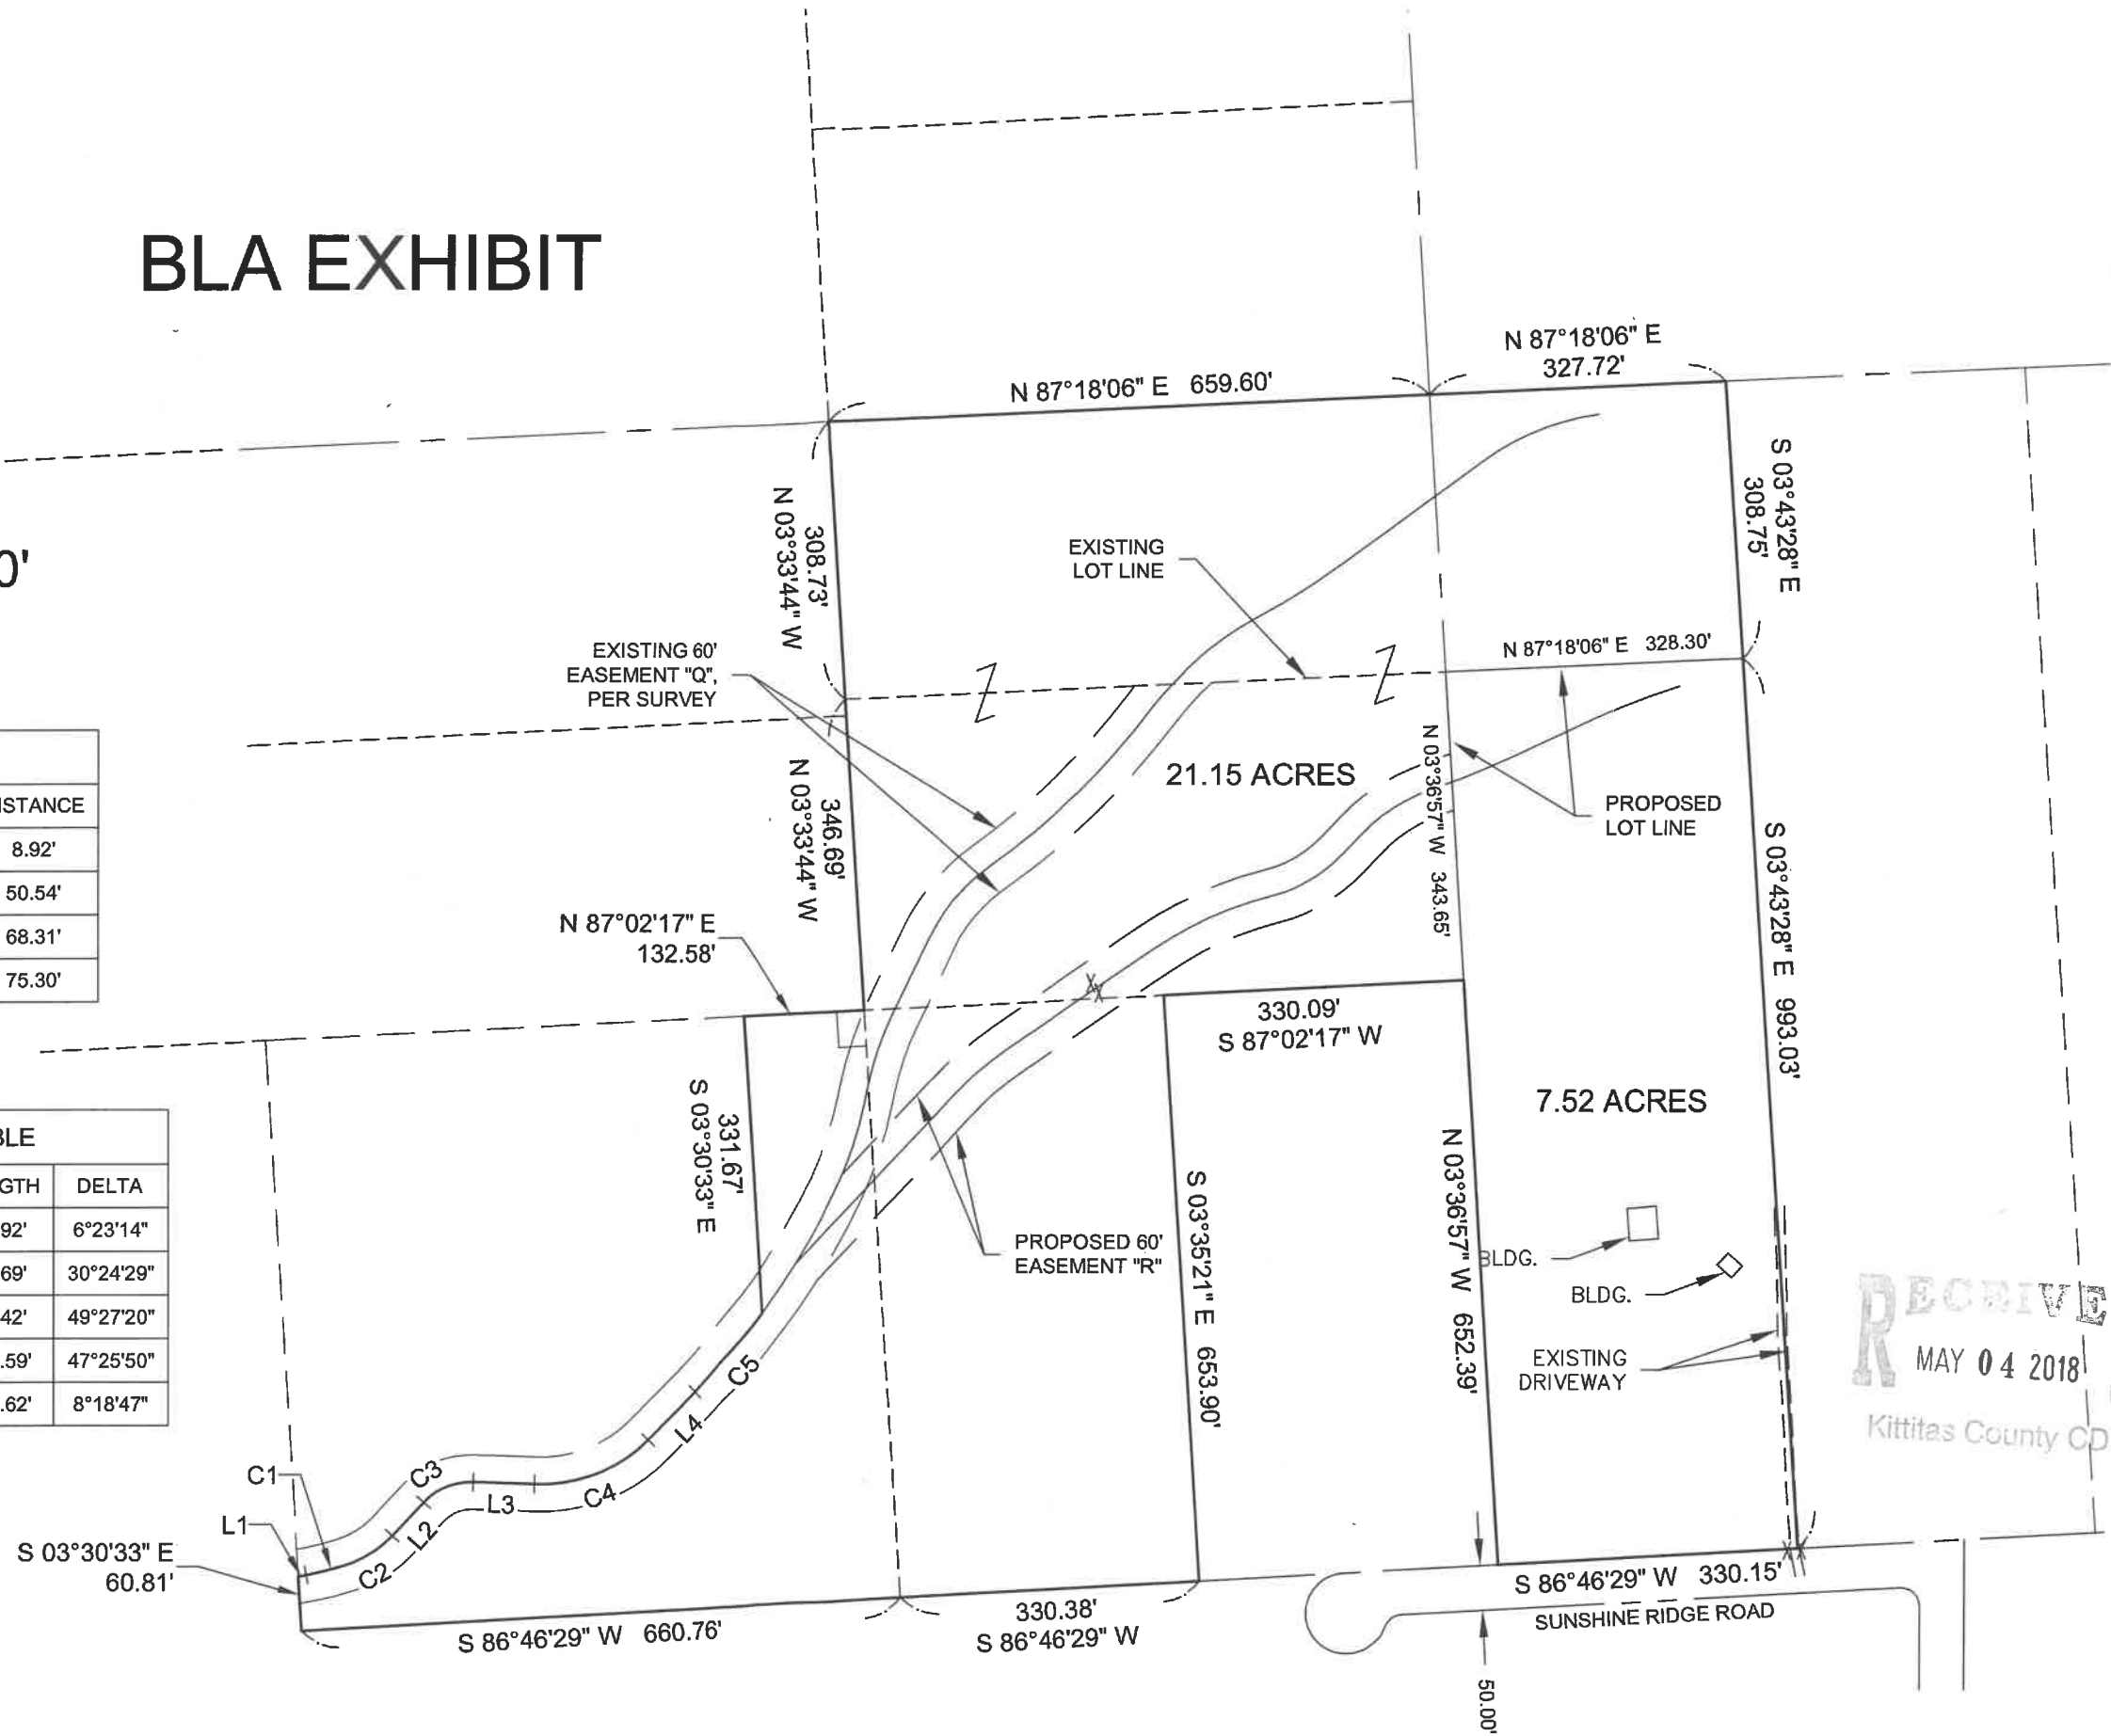 BLA EXHIBIT
N 87°18'06" E
327.72'
N 87°18'06" E 659.60'
S 03°43'28" E
308.75'
308.73'
N 03°33'44" W
0'
EXISTING
LOT LINE
N 87°18'06" E 328.30'
EXISTING 60'
EASEMENT "Q",
PER SURVEY
21.15 ACRES
N 03°36'57" W 343.65'
PROPOSED
LOT LINE
346.69'
N 03°33'44" W
S 03°43'28" E 993.03'
ISTANCE
8.92'
50.54'
68.31'
75.30'
N 87°02'17" E
132.58'
330.09'
S 87°02'17" W
7.52 ACRES
331.67'
S 03°30'33" E
BLE
GTH DELTA
92' 6°23'14"
69' 30°24'29"
42' 49°27'20"
.59' 47°25'50"
.62' 8°18'47"
S 03°35'21" E 653.90'
N 03°36'57" W 652.39'
PROPOSED 60'
EASEMENT "R"
BLDG.
BLDG.
EXISTING
DRIVEWAY
RECEIVE
MAY 04 2018
Kittitas County CD
C5
L4
C1
C3
L3
C4
L1
L2
C2
S 03°30'33" E
60.81'
S 86°46'29" W 660.76'
330.38'
S 86°46'29" W
S 86°46'29" W 330.15'
SUNSHINE RIDGE ROAD
50.00'